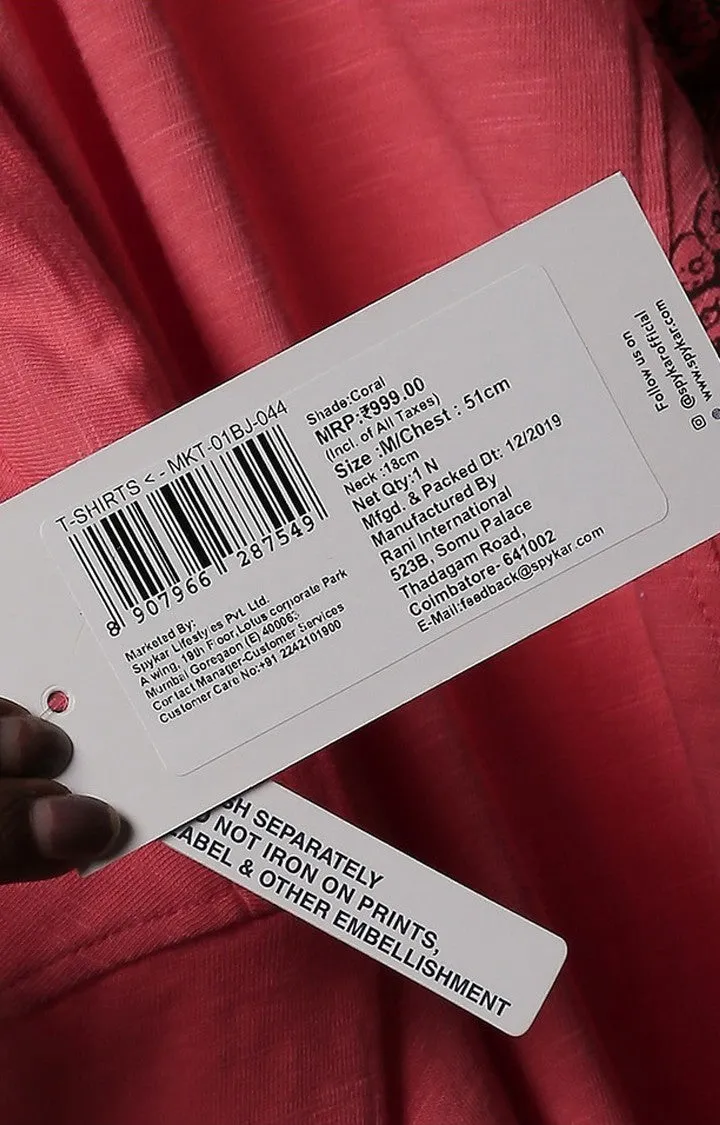 T-SHIRTS < - MKT-01BJ-044
8 907966 287549
Marketed By:
Spykar Lifestyles Pvt. Ltd.
A wing, 19th Floor,Lotus corporate Park
Mumbai Goregaon (E)
Contact Manager-Customer Services
Customer Care No:+91 2242101900
Shade:Coral
MRP:₹999.00
(Incl. of All Taxes)
Size :M/Chest : 51cm
Neck :18cm
Net Qty:1 N
Mfgd. & Packed Dt: 12/2019
Manufactured By
Rani International
523B, Somu Palace
Thadagam Road,
Coimbatore- 641002
E-Mail:feedback@spykar.com
Follow us on
@spykarofficial
www.spykar.com
SEPARATELY
NOT IRON ON PRINTS,
LABEL & OTHER EMBELLISHMENT